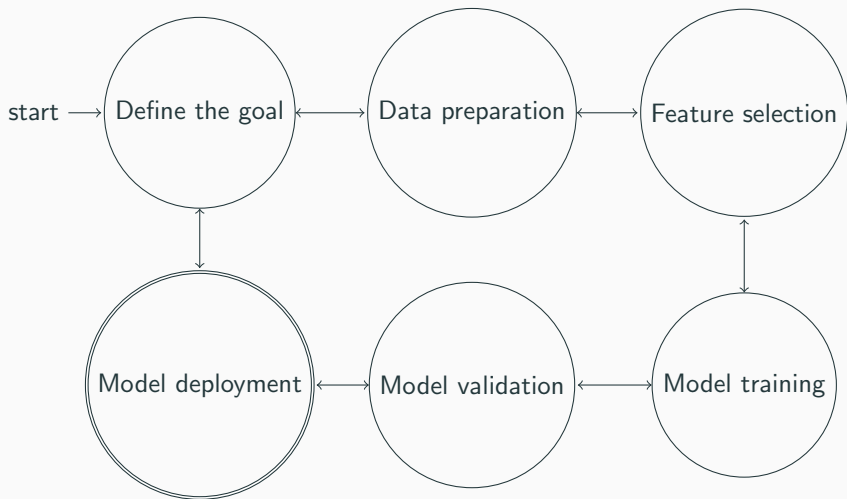 start
Define the goal
Data preparation
Feature selection
Model deployment
Model validation
Model training